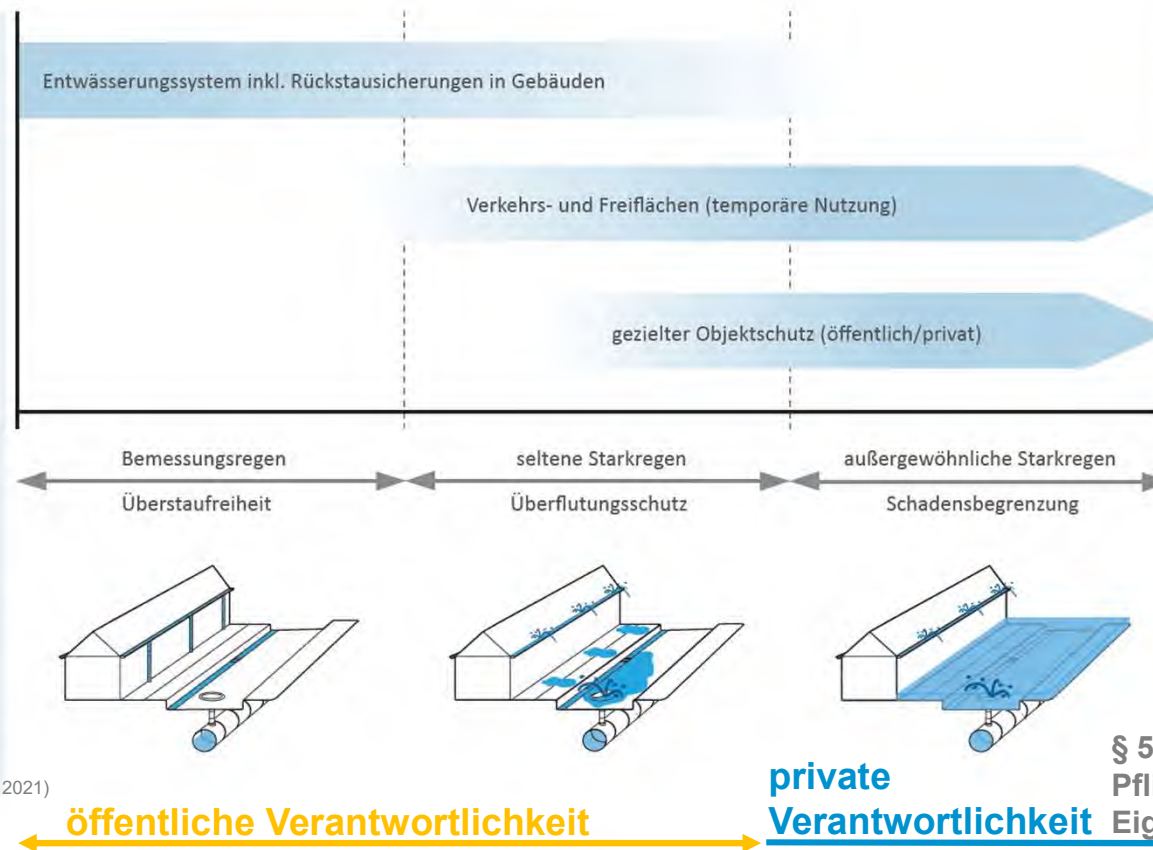 Entwässerungssystem inkl. Rückstausicherungen in Gebäuden
Verkehrs- und Freiflächen (temporäre Nutzung)
gezielter Objektschutz (öffentlich/privat)
Bemessungsregen
seltene Starkregen
außergewöhnliche Starkregen
Überstaufreiheit
Überflutungsschutz
Schadensbegrenzung
2021)
öffentliche Verantwortlichkeit
private
Verantwortlichkeit
§ 5